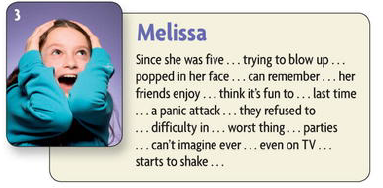 3
Melissa
Since she was five . . . trying to blow up . . .
popped in her face . . . can remember . . . her
friends enjoy . . . think it's fun to . . . last time
. . . a panic attack . . . they refused to
. . . difficulty in . . . worst thing . . . parties
. . . can't imagine ever . . . even on TV . . .
starts to shake . . .